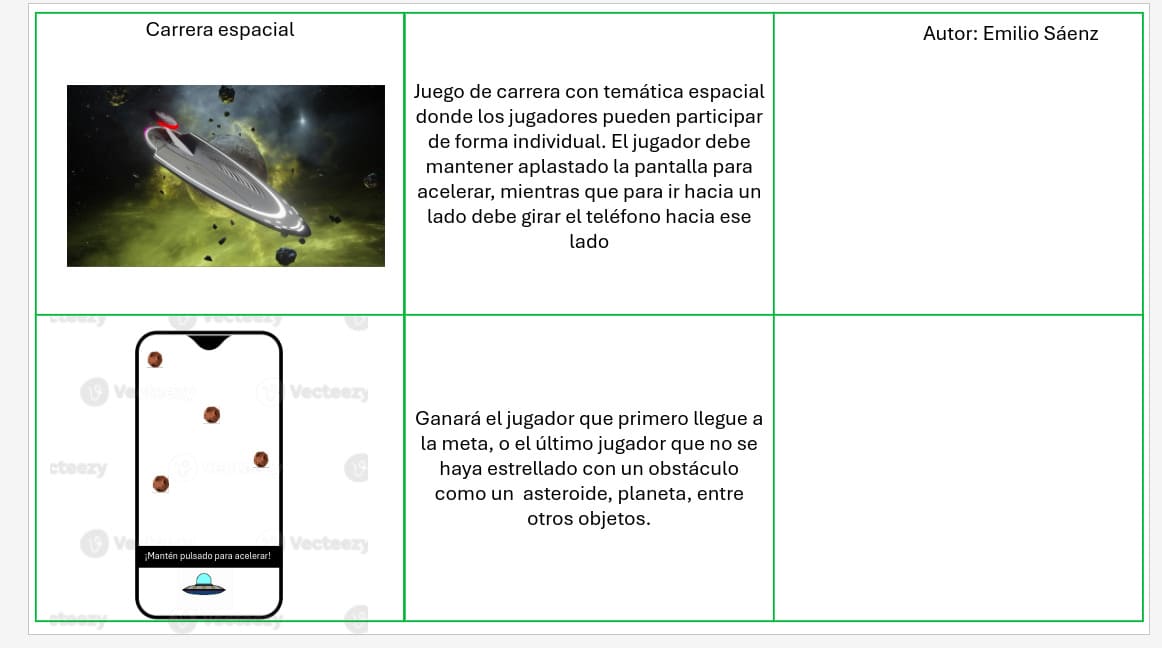 Carrera espacial
Autor: Emilio Sáenz
Juego de carrera con temática espacial
donde los jugadores pueden participar
de forma individual. El jugador debe
mantener aplastado la pantalla para
acelerar, mientras que para ir hacia un
lado debe girar el teléfono hacia ese
lado
Vecteezy
Vecteezy
¡Mantén pulsado para acelerar!
Ganará el jugador que primero llegue a
la meta, o el último jugador que no se
haya estrellado con un obstáculo
como un  asteroide, planeta, entre
otros objetos.